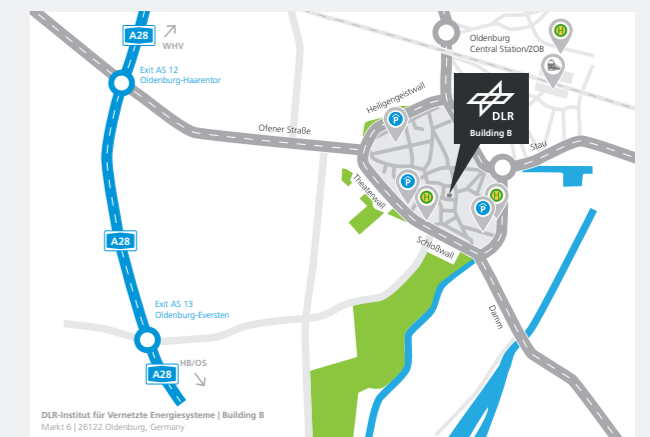 A28
WHV
Exit AS 12
Oldenburg-Haarentor
Oldenburg
Central Station/ZOB
H
Heiligengeistwall
P
DLR
Building B
Ofener Straße
Stau
Theaterwall
P
H
H
P
Schloßwall
A28
Damm
Exit AS 13
Oldenburg-Eversten
HB/OS
A28
DLR-Institut für Vernetzte Energiesysteme | Building B
Markt 6 | 26122 Oldenburg, Germany